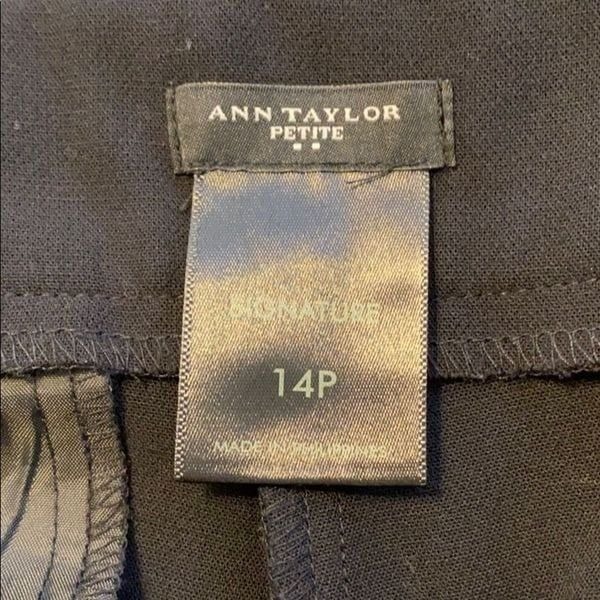 ANN TAYLOR
PETITE
SIGNATURE
14P
MADE IN PHILIPPINES